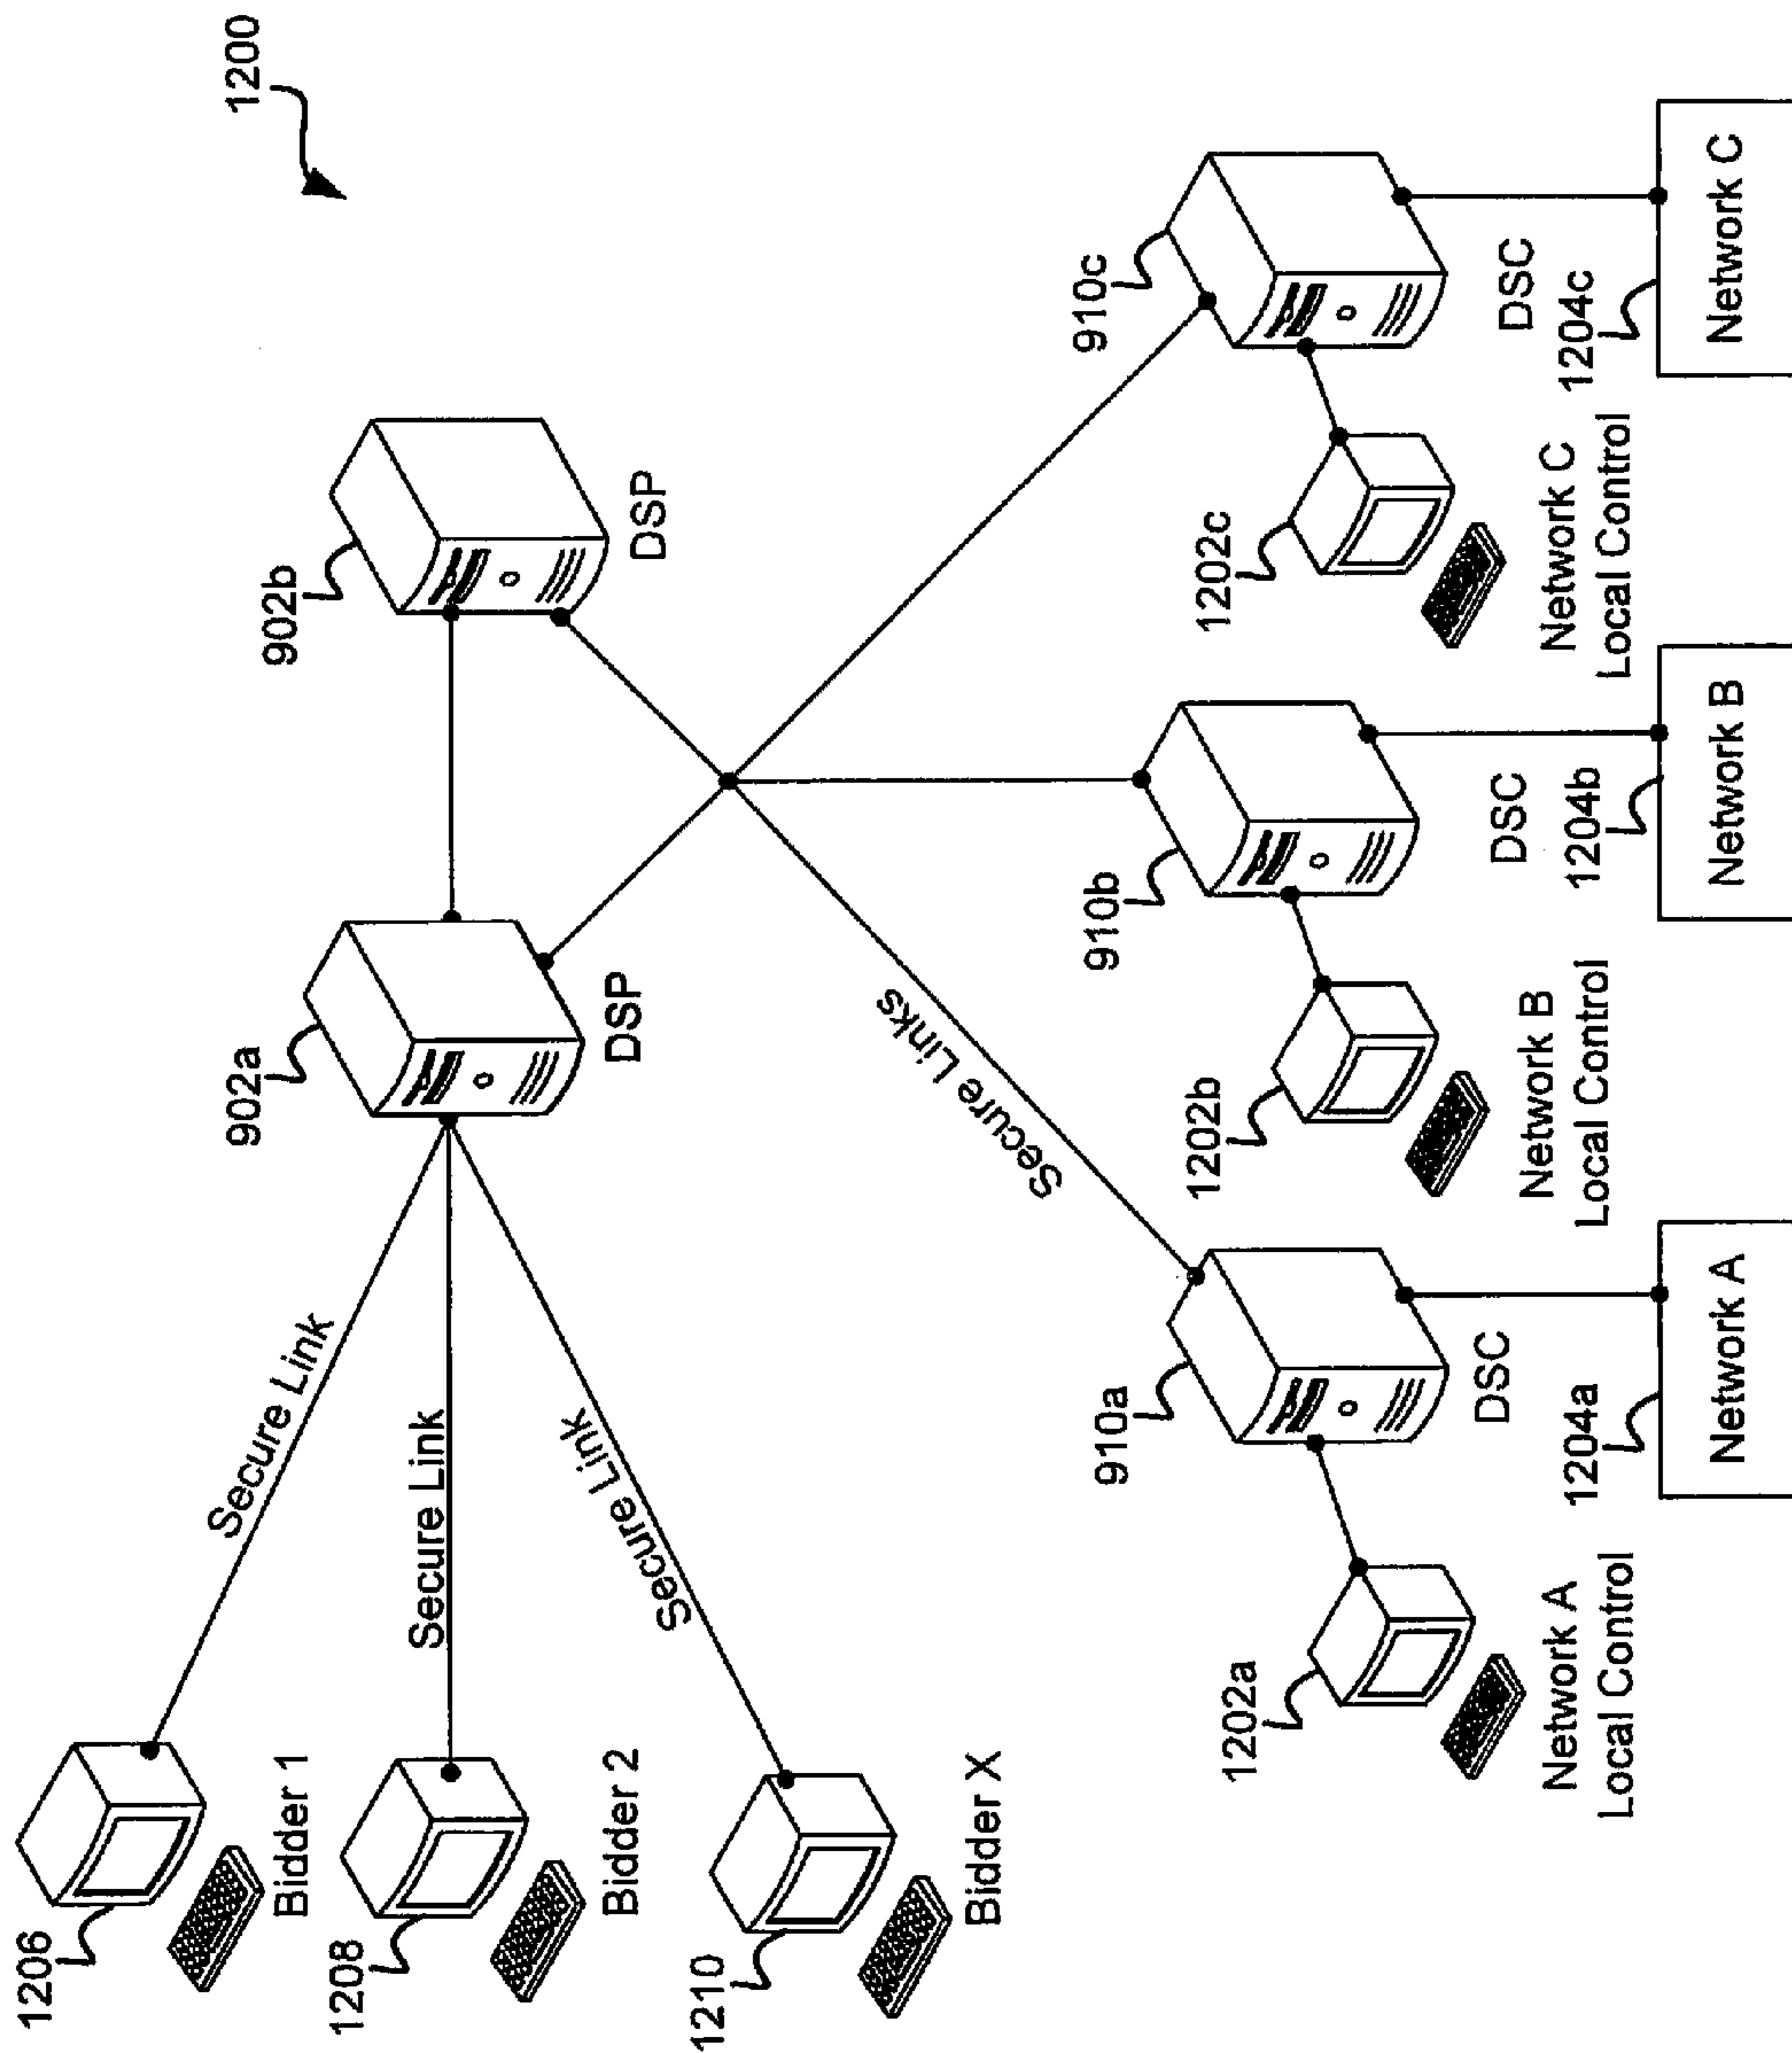 1200
1206
Bidder 1
Secure Link
902a
DSP
902b
DSP
1208
Bidder 2
Secure Link
1210
Bidder X
Secure Link
Secure Links
910a
DSC
1202a
Network A
Local Control
1204a
Network A
910b
DSC
1202b
Network B
Local Control
1204b
Network B
910c
DSC
1202c
Network C
Local Control
1204c
Network C